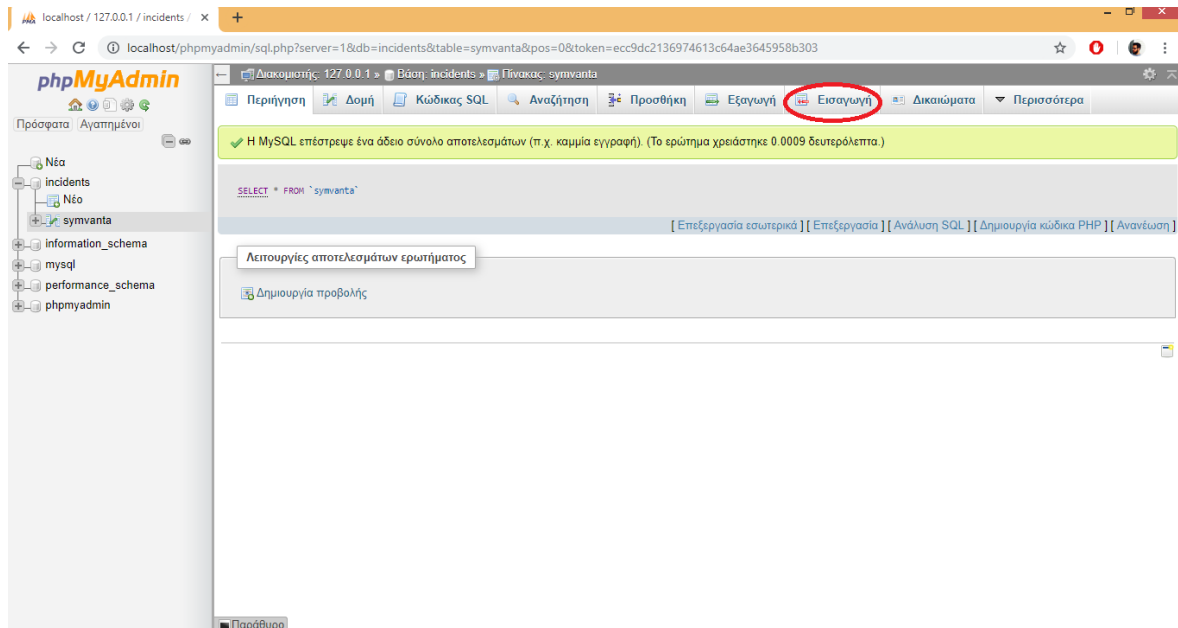 localhost / 127.0.0.1 / incidents /
localhost/phpmyadmin/sql.php?server=1&db=incidents&table=symvanta&pos=0&token=ecc9dc2136974613c64ae3645958b303
phpMyAdmin
Πρόσφατα Αγαπημένοι
Νέα
incidents
Νέο
symvanta
information_schema
mysql
performance_schema
phpmyadmin
Διακομιστής: 127.0.0.1 » Βάση: incidents » Πίνακας: symvanta
Περιήγηση Δομή Κώδικας SQL Αναζήτηση Προσθήκη Εξαγωγή Εισαγωγή Δικαιώματα Περισσότερα
Η MySQL επέστρεψε ένα άδειο σύνολο αποτελεσμάτων (π.χ. καμμία εγγραφή). (Το ερώτημα χρειάστηκε 0.0009 δευτερόλεπτα.)
SELECT * FROM `symvanta`
[ Επεξεργασία εσωτερικά ] [ Επεξεργασία ] [ Ανάλυση SQL ] [ Δημιουργία κώδικα PHP ] [ Ανανέωση ]
Λειτουργίες αποτελεσμάτων ερωτήματος
Δημιουργία προβολής
Παράθυρο